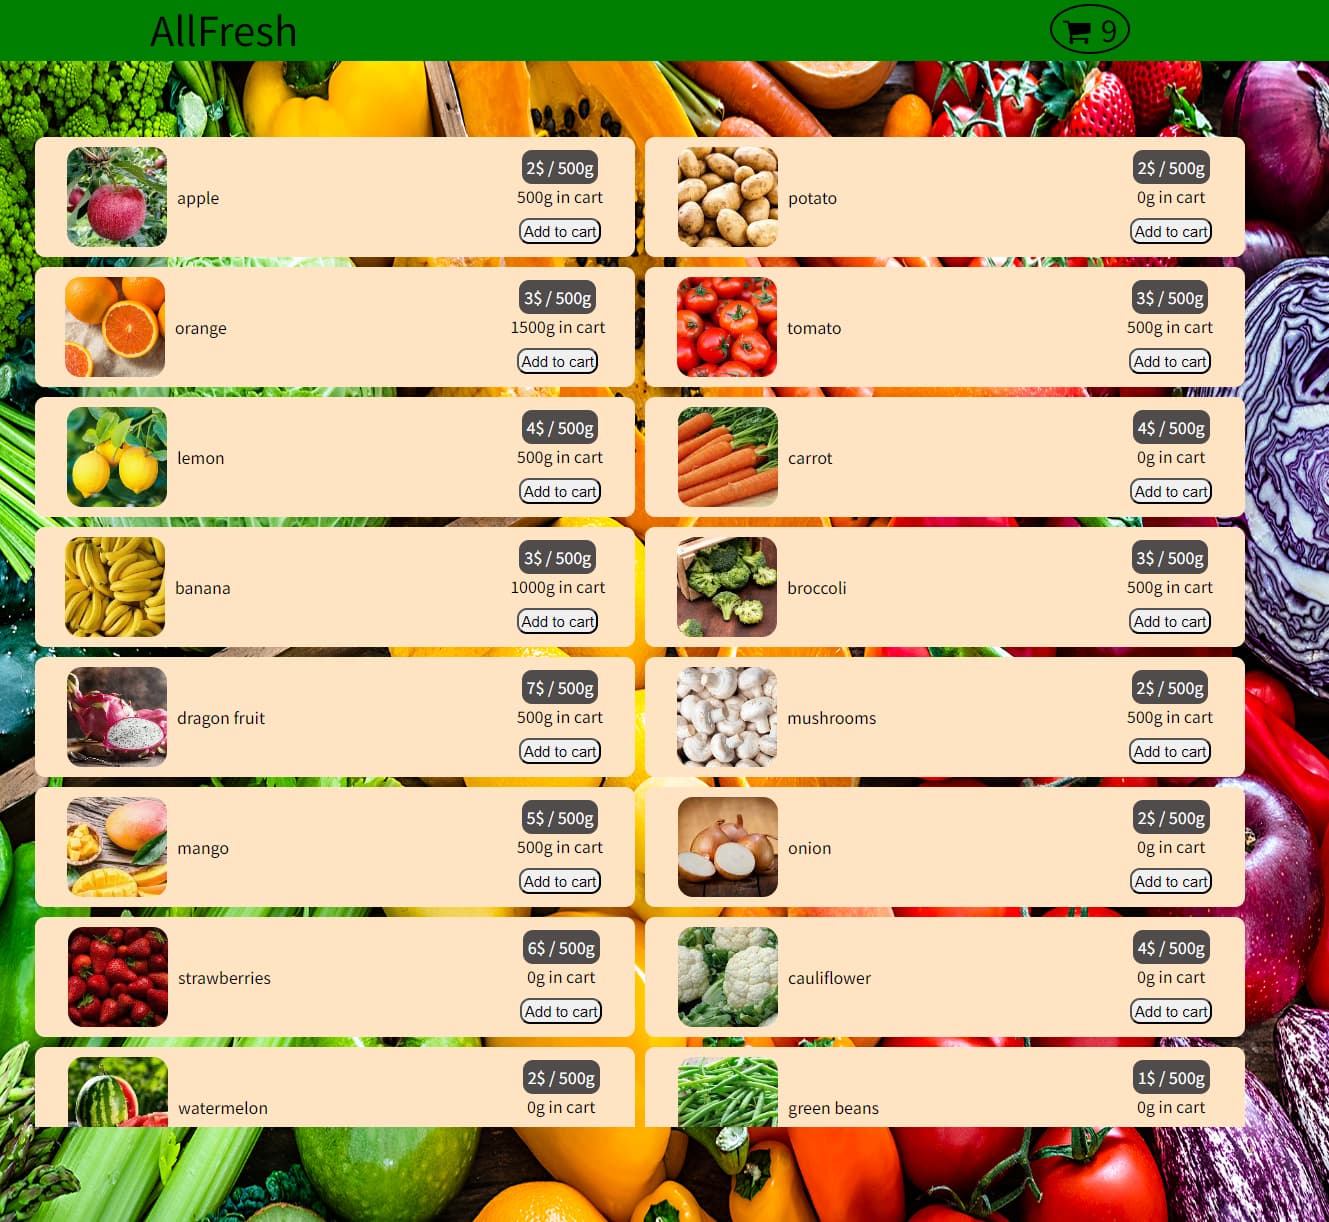 AllFresh
9
apple
2$ / 500g
500g in cart
Add to cart
potato
2$ / 500g
0g in cart
Add to cart
orange
3$ / 500g
1500g in cart
Add to cart
tomato
3$ / 500g
500g in cart
Add to cart
lemon
4$ / 500g
500g in cart
Add to cart
carrot
4$ / 500g
0g in cart
Add to cart
banana
3$ / 500g
1000g in cart
Add to cart
broccoli
3$ / 500g
500g in cart
Add to cart
dragon fruit
7$ / 500g
500g in cart
Add to cart
mushrooms
2$ / 500g
500g in cart
Add to cart
mango
5$ / 500g
500g in cart
Add to cart
onion
2$ / 500g
0g in cart
Add to cart
strawberries
6$ / 500g
0g in cart
Add to cart
cauliflower
4$ / 500g
0g in cart
Add to cart
watermelon
2$ / 500g
0g in cart
green beans
1$ / 500g
0g in cart